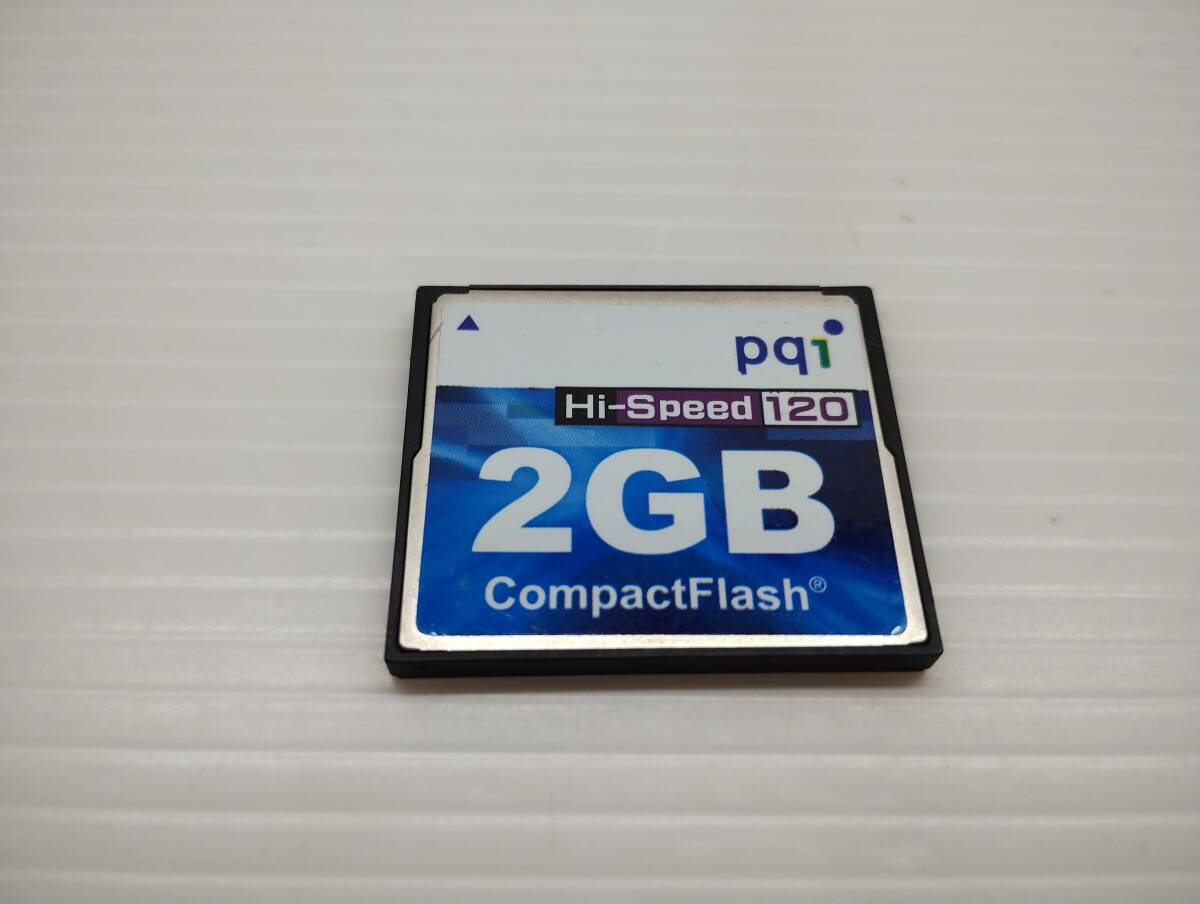 pqi
Hi-Speed 120
2GB
CompactFlash®